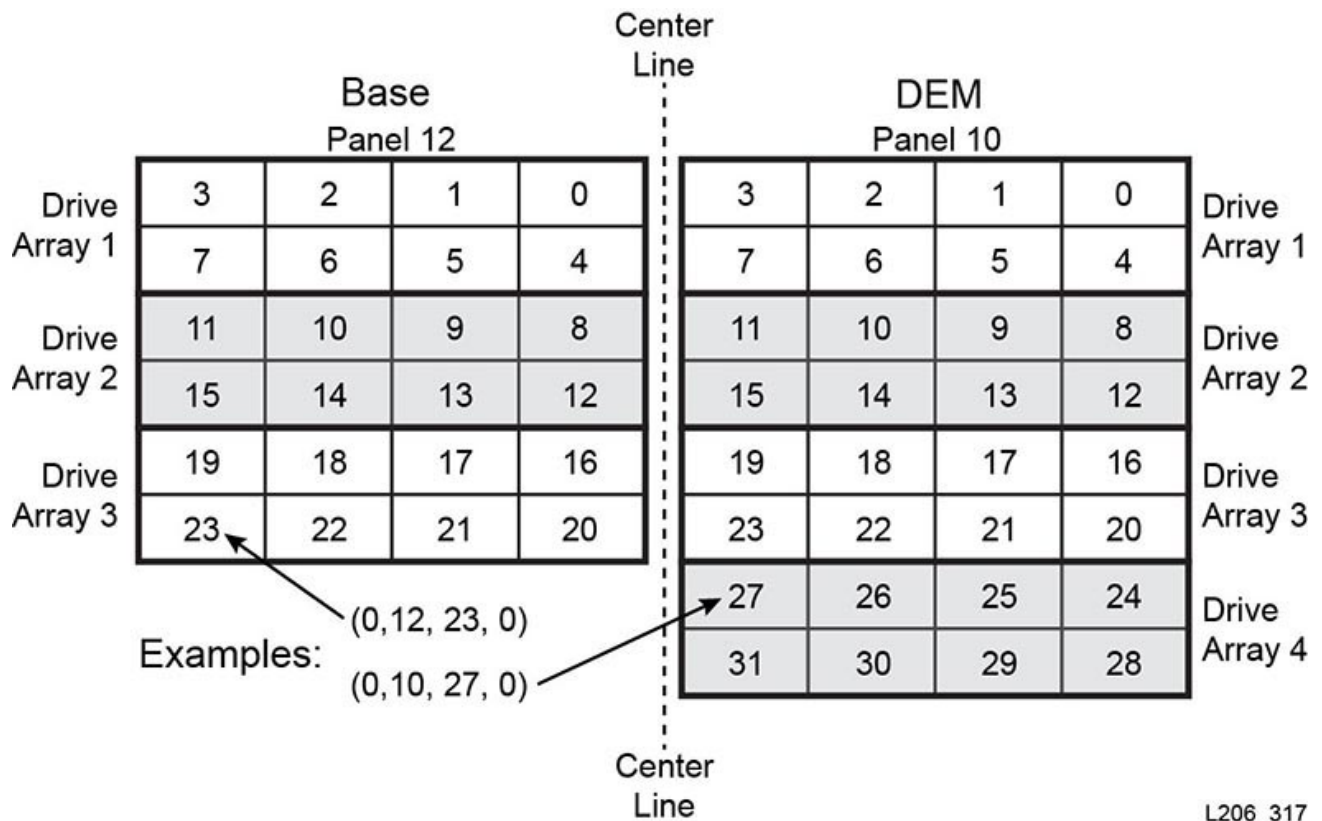 Center
Line
Base
DEM
Panel 12
Panel 10
Drive
Array 1
3 2 1 0
7 6 5 4
Drive
Array 2
11 10 9 8
15 14 13 12
Drive
Array 3
19 18 17 16
23 22 21 20
3 2 1 0
7 6 5 4
Drive
Array 1
11 10 9 8
15 14 13 12
Drive
Array 2
19 18 17 16
23 22 21 20
Drive
Array 3
27 26 25 24
31 30 29 28
Drive
Array 4
Examples:
(0,12, 23, 0)
(0,10, 27, 0)
Center
Line
L206_317